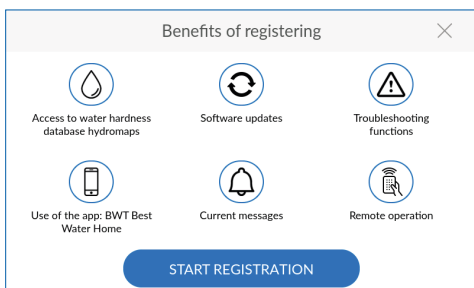 Benefits of registering
Access to water hardness
database hydromaps
Software updates
Troubleshooting
functions
Use of the app: BWT Best
Water Home
Current messages
Remote operation
START REGISTRATION